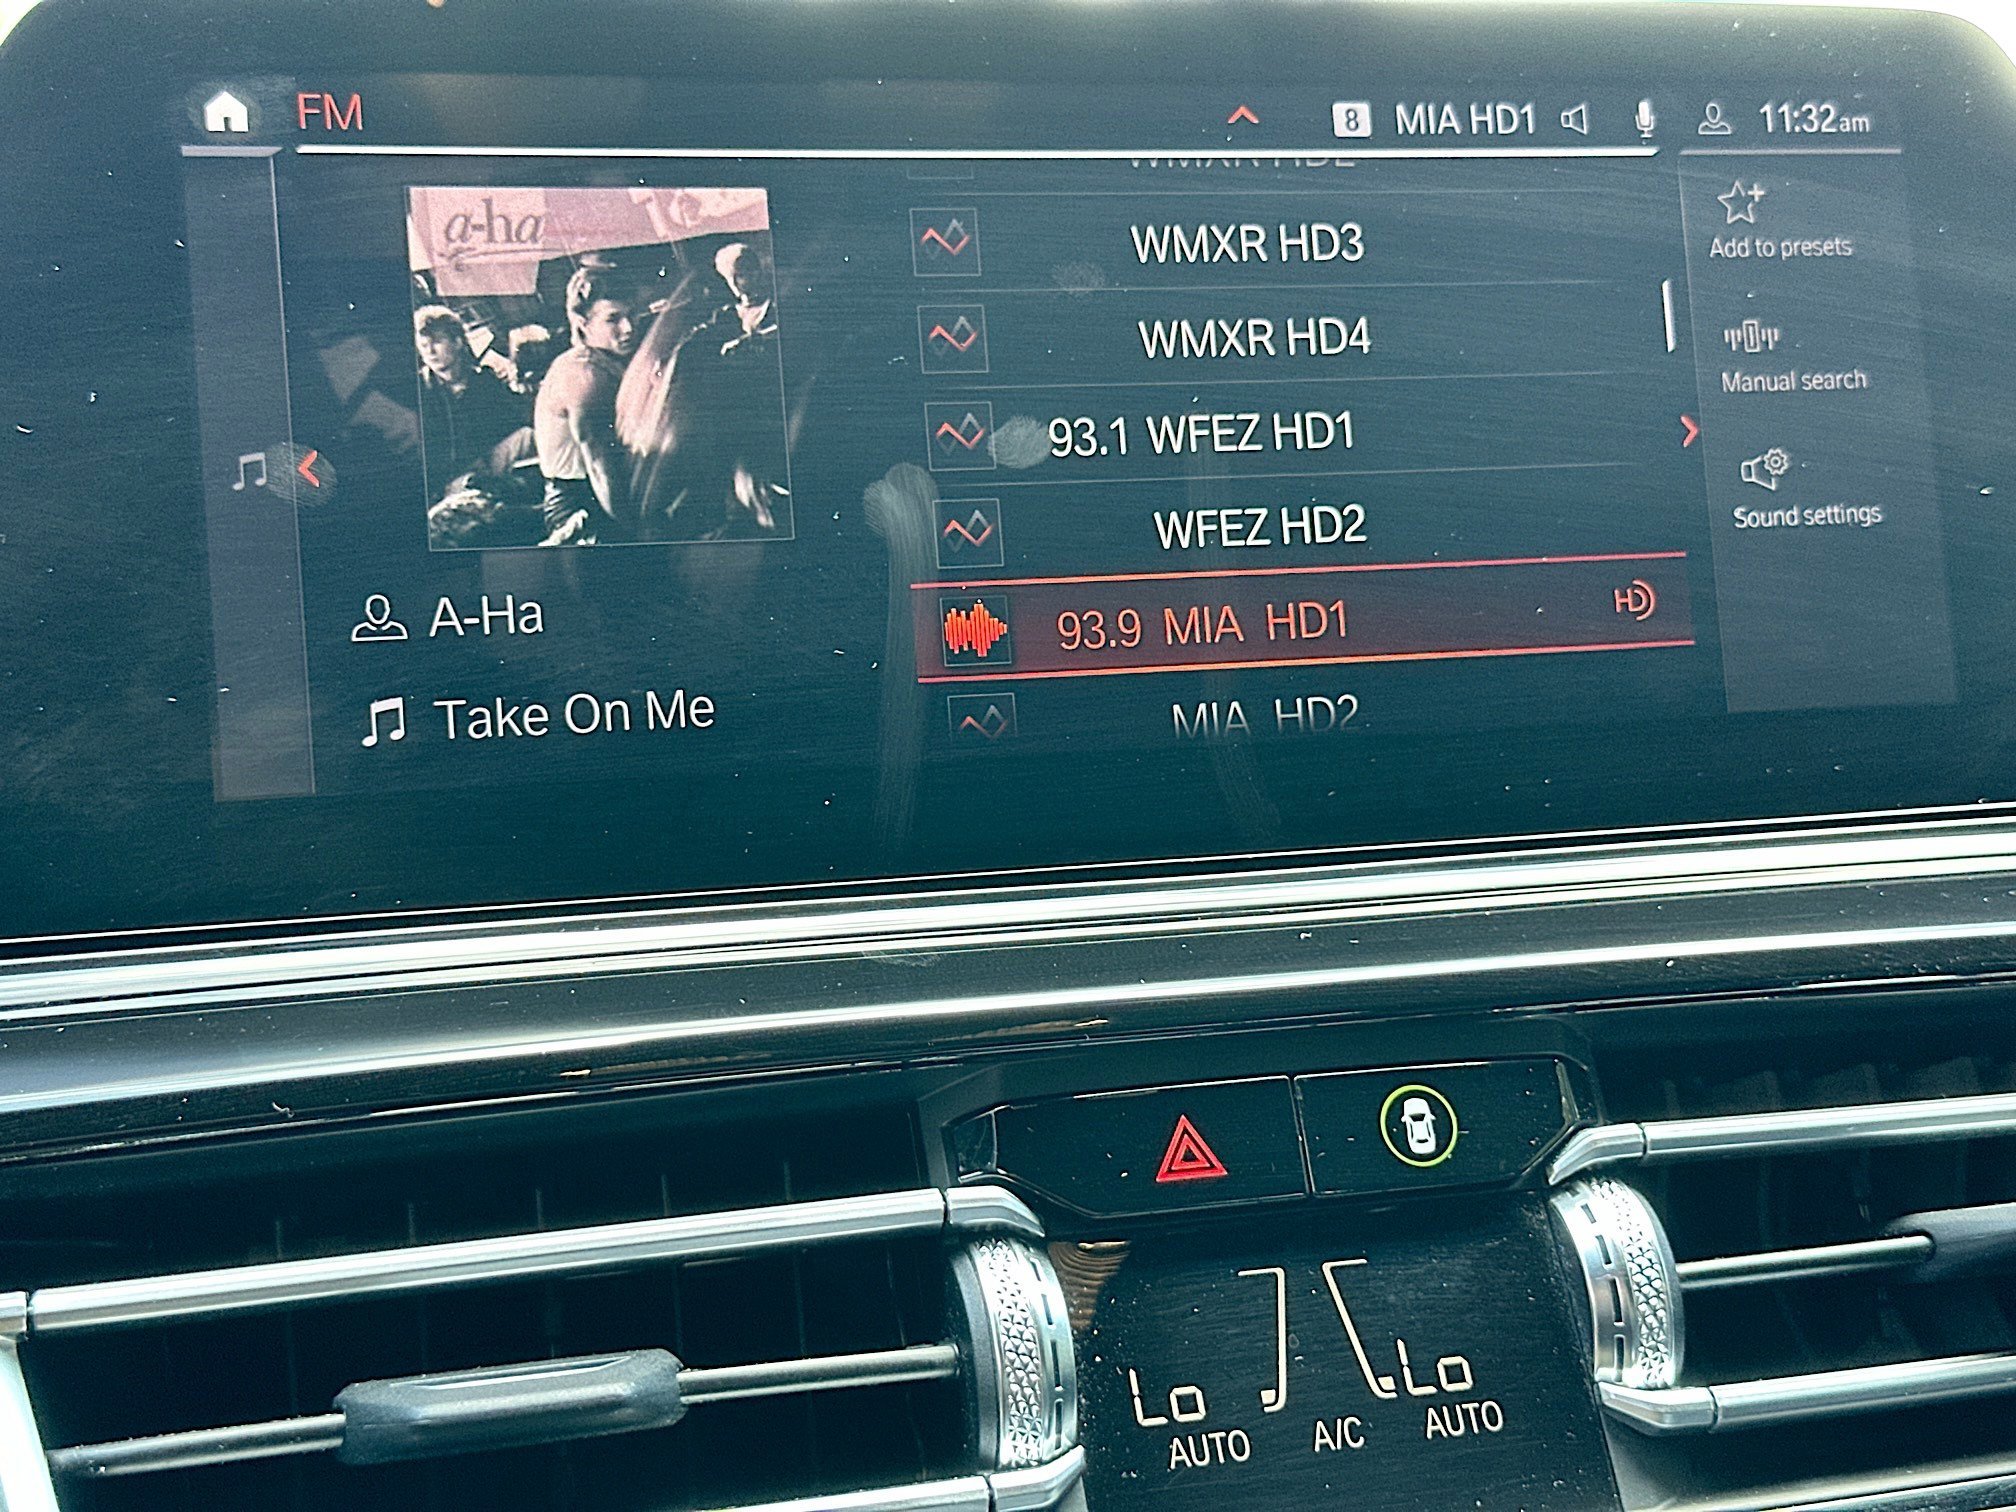 FM
8 MIA HD1 11:32am
WMXR HD2
a-ha
WMXR HD3
WMXR HD4
93.1 WFEZ HD1
WFEZ HD2
93.9 MIA HD1 HD
MIA HD2
A-Ha
Take On Me
Add to presets
Manual search
Sound settings
Lo
AUTO
A/C
Lo
AUTO